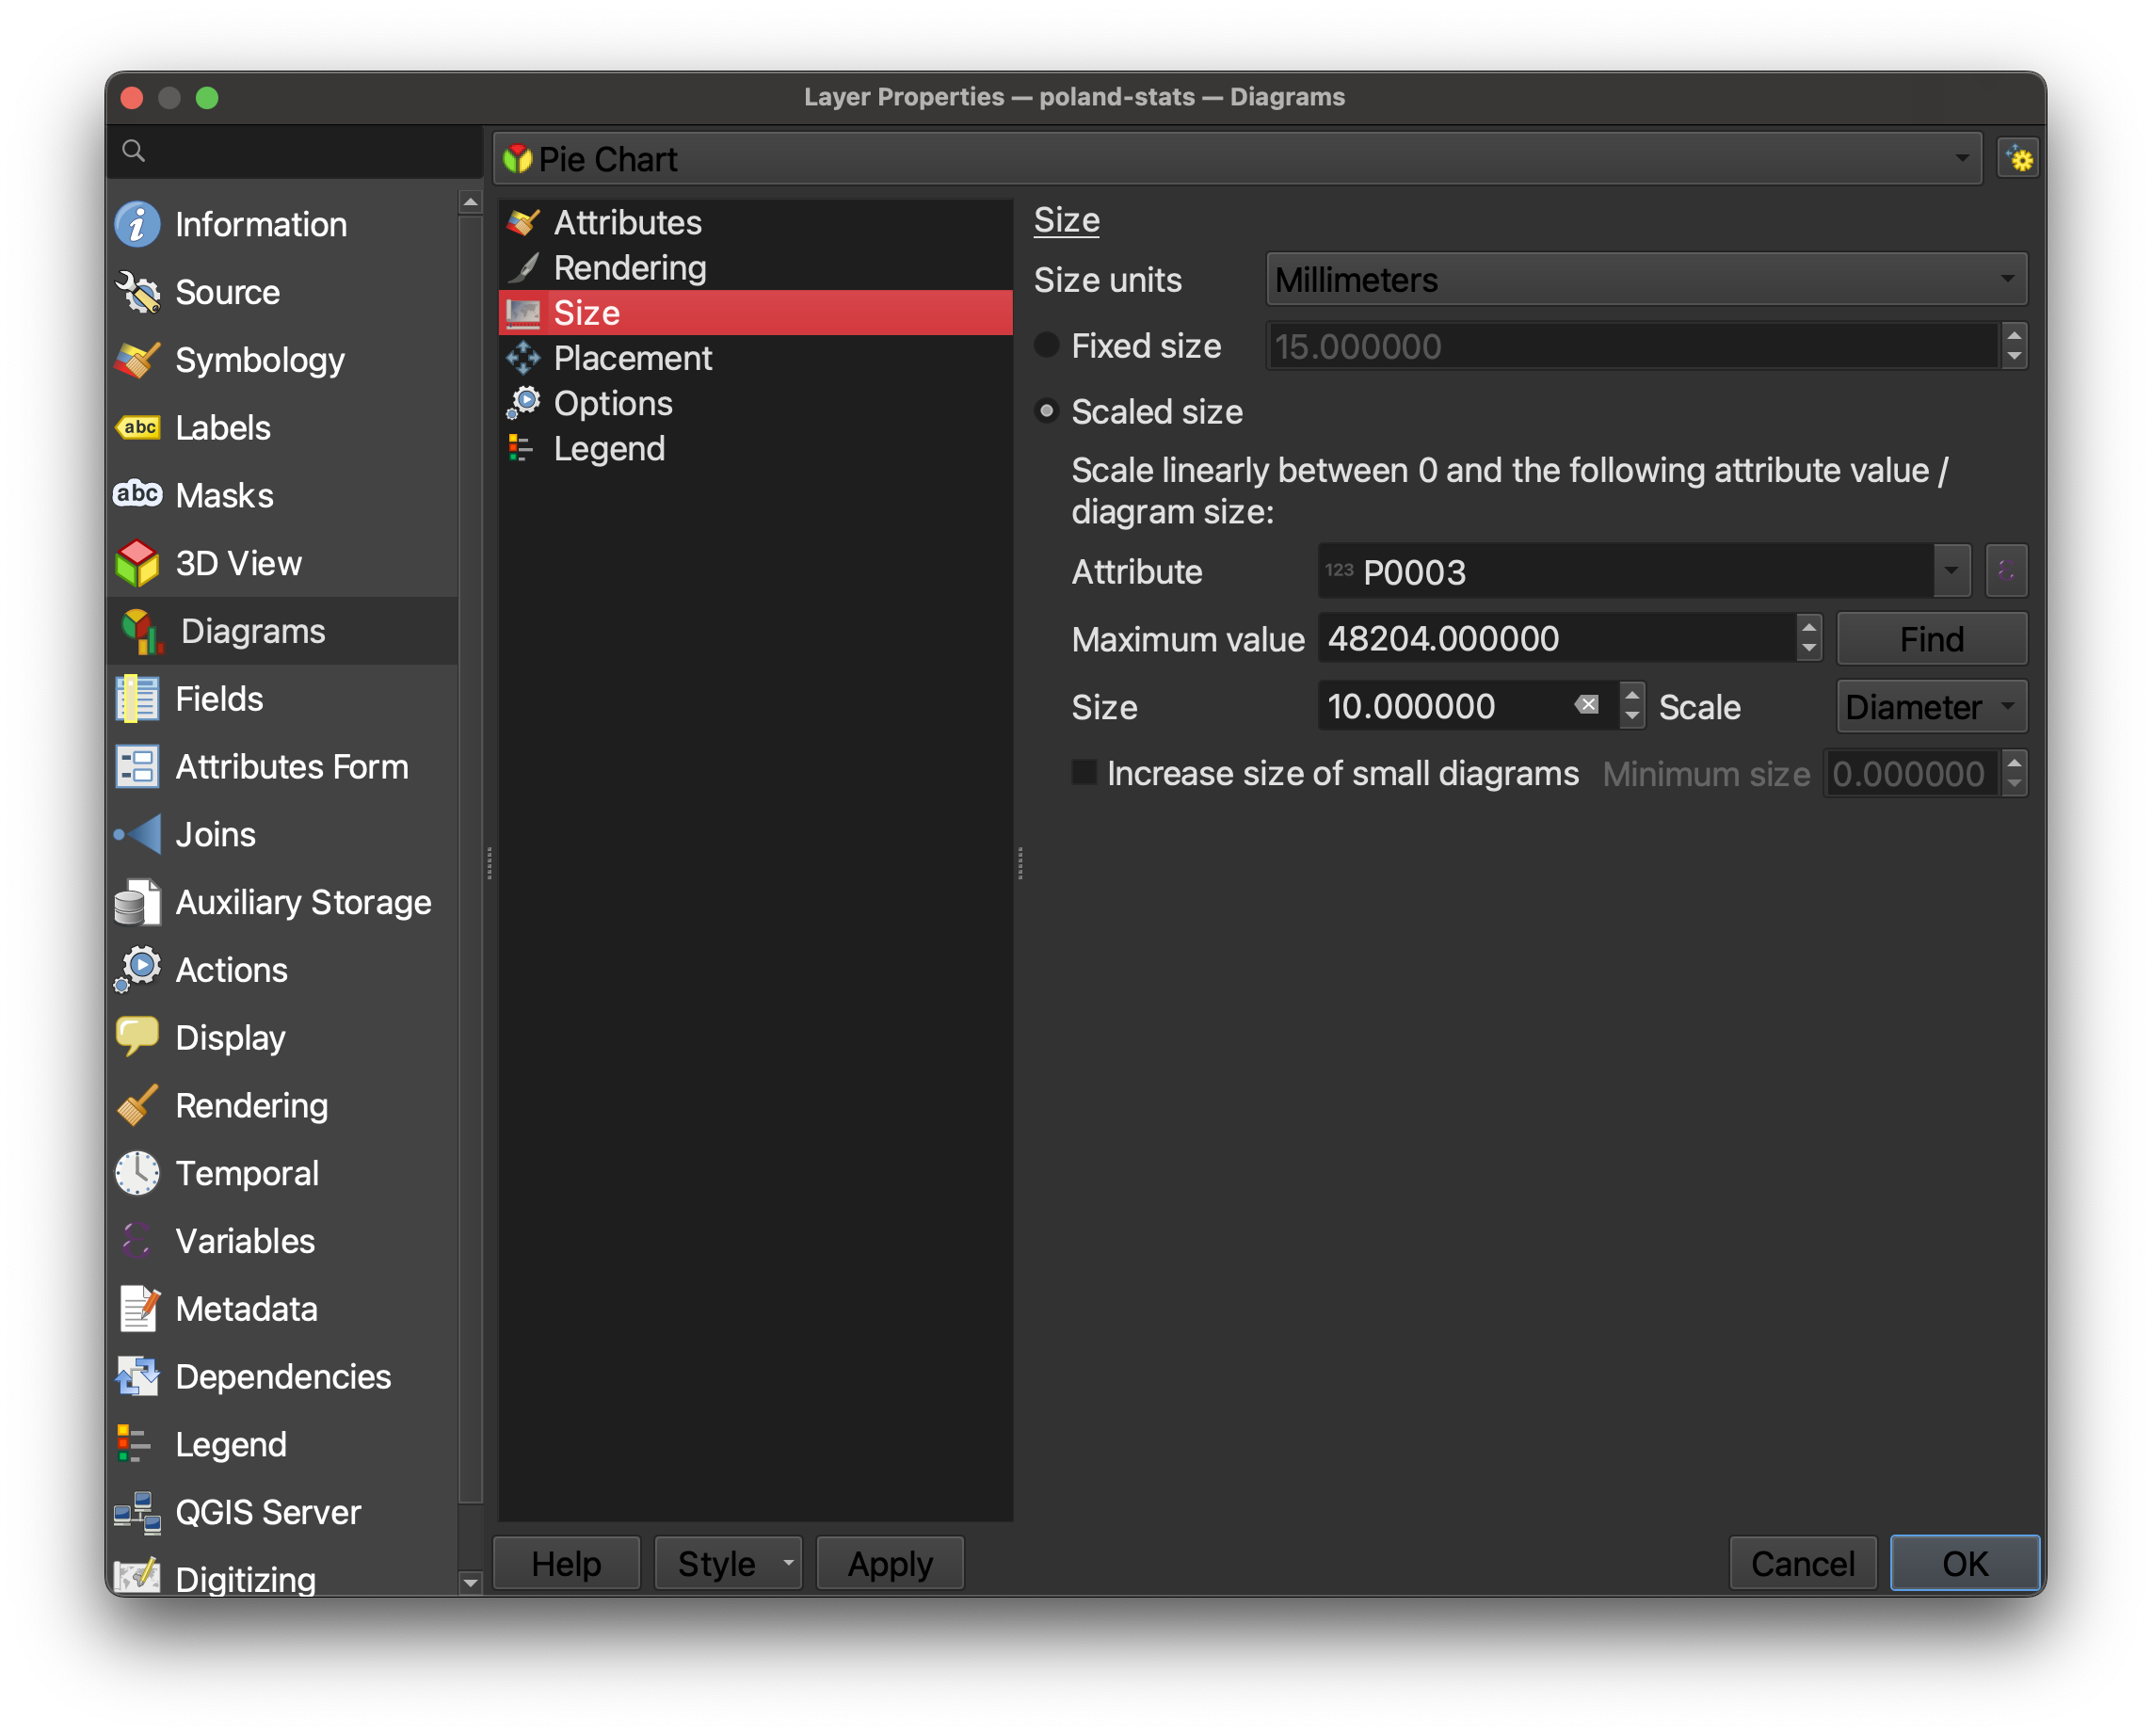 Layer Properties — poland-stats — Diagrams
Pie Chart
Information
Source
Symbology
abc Labels
abc Masks
3D View
Diagrams
Fields
Attributes Form
Joins
Auxiliary Storage
Actions
Display
Rendering
Temporal
ε Variables
Metadata
Dependencies
Legend
QGIS Server
Digitizing
Attributes
Rendering
Size
Placement
Options
Legend
Size
Size units Millimeters
Fixed size 15.000000
Scaled size
Scale linearly between 0 and the following attribute value /
diagram size:
Attribute 123 P0003 ε
Maximum value 48204.000000 Find
Size 10.000000 Scale Diameter
Increase size of small diagrams Minimum size 0.000000
Help Style Apply Cancel OK